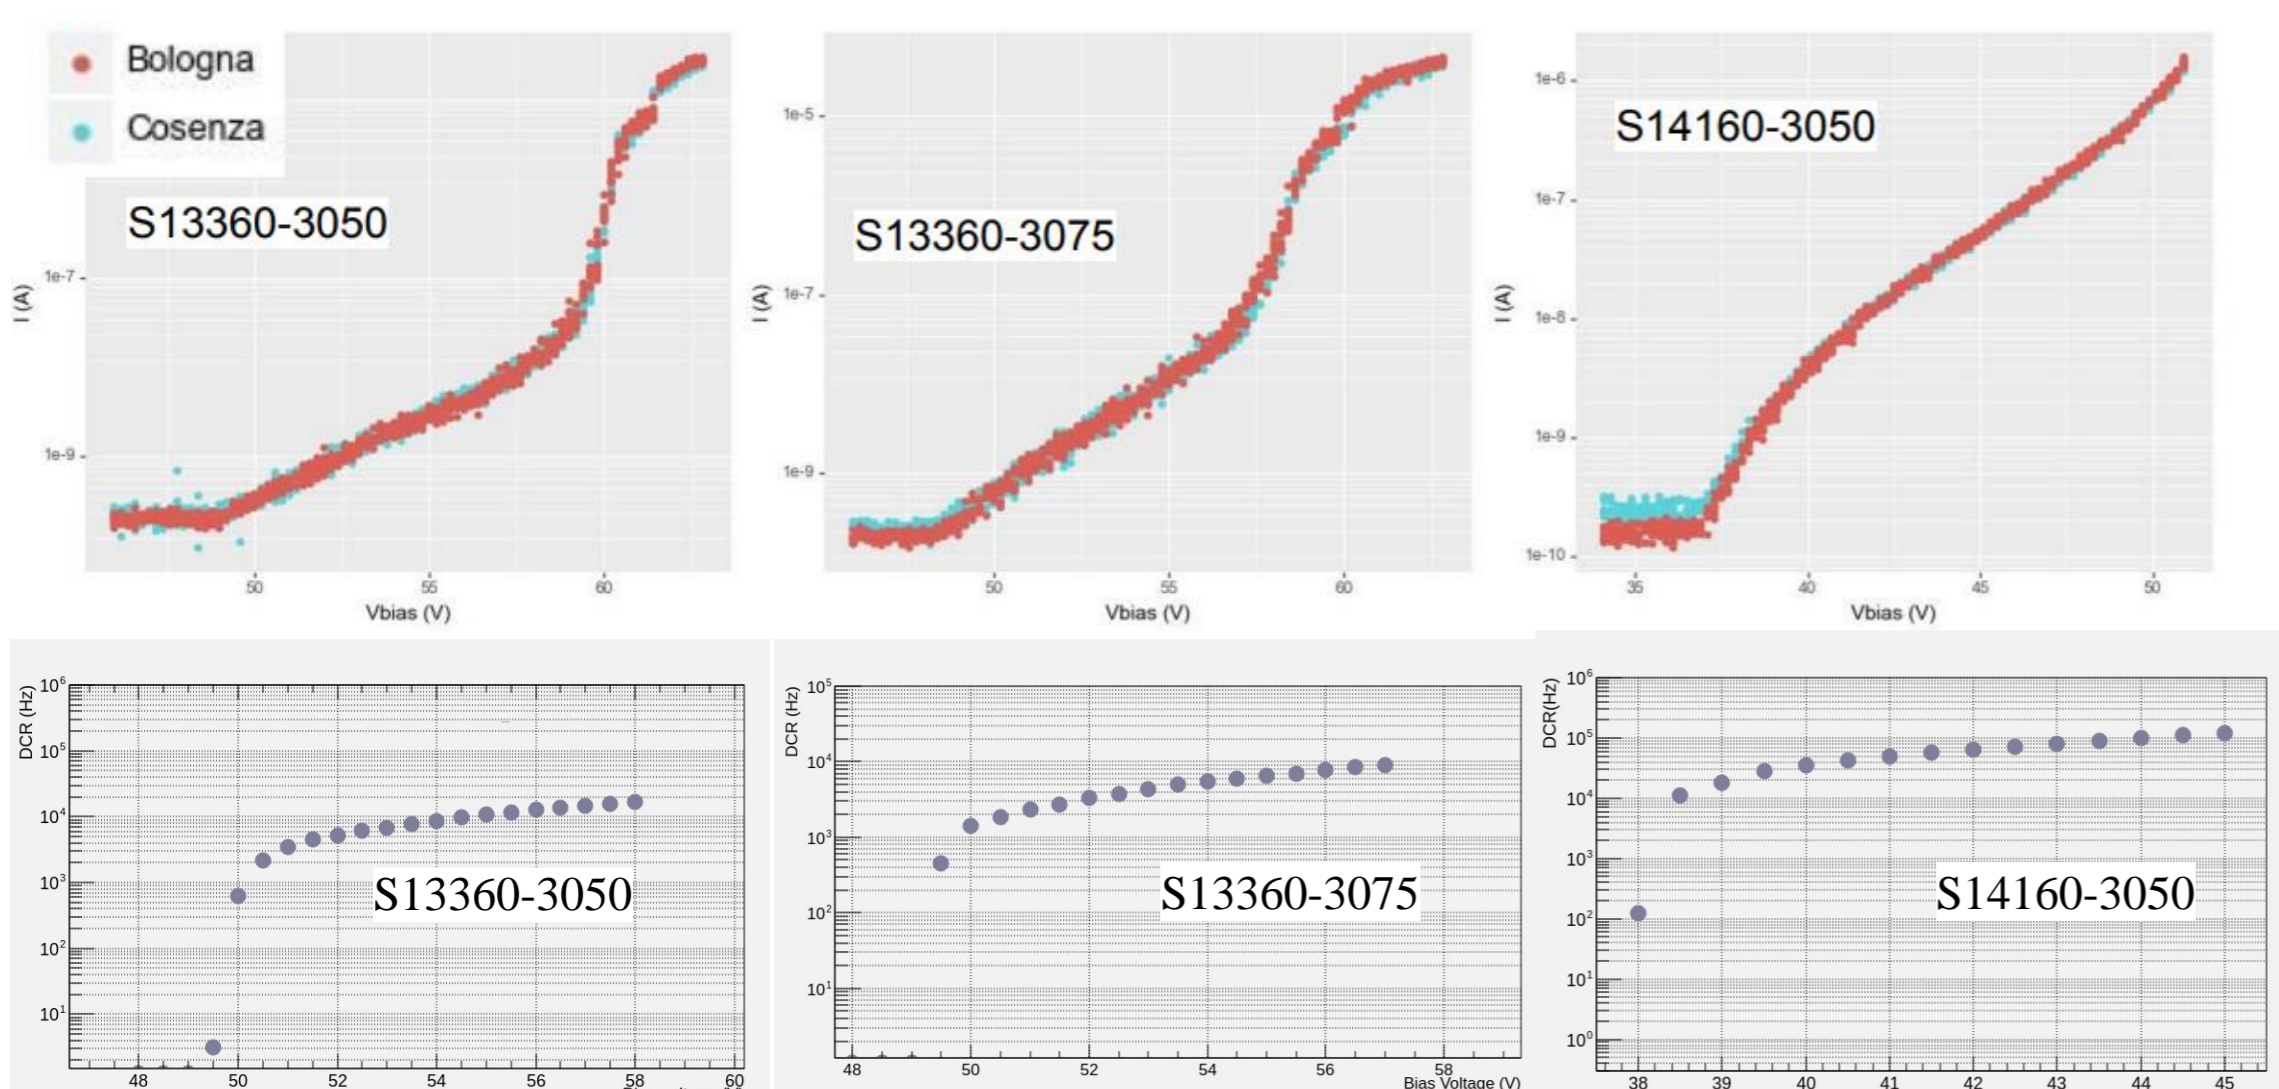 Bologna
Cosenza
S13360-3050
1e-7
1e-9
I (A)
50 55 60
Vbias (V)
S13360-3075
1e-5
1e-7
1e-9
I (A)
50 55 60
Vbias (V)
S14160-3050
1e-6
1e-7
1e-8
1e-9
1e-10
I (A)
35 40 45 50
Vbias (V)
DCR (Hz)
10^6
10^5
10^4
10^3
10^2
10^1
S13360-3050
48 50 52 54 56 58 60
DCR (Hz)
10^5
10^4
10^3
10^2
10^1
S13360-3075
48 50 52 54 56 58
Bias Voltage (V)
DCR(Hz)
10^6
10^5
10^4
10^3
10^2
10^1
10^0
S14160-3050
38 39 40 41 42 43 44 45